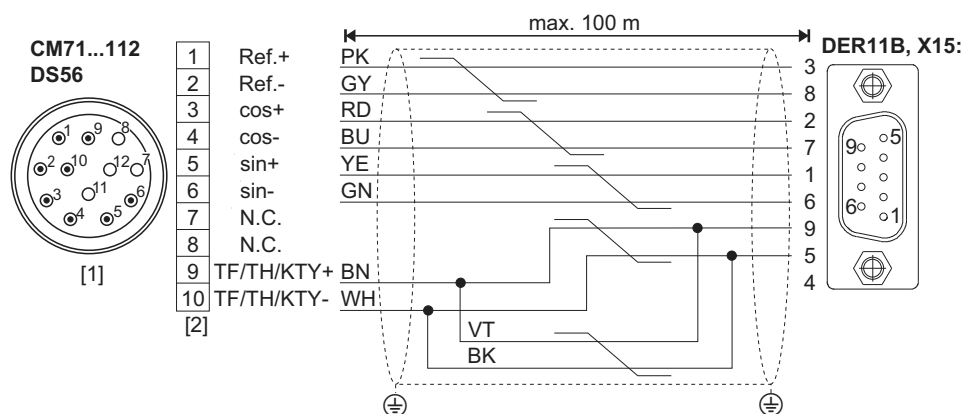 max. 100 m
CM71...112
DS56
DER11B, X15:
1 Ref.+ PK 3
2 Ref.- GY 8
3 cos+ RD 2
4 cos- BU 7
5 sin+ YE 1
6 sin- GN 6
7 N.C. 9
8 N.C. 5
9 TF/TH/KTY+ BN 4
10 TF/TH/KTY- WH
VT
BK
1 9 8
2 10 12 7
11
3 6
4 5
[1]
[2]
9 5
6 1